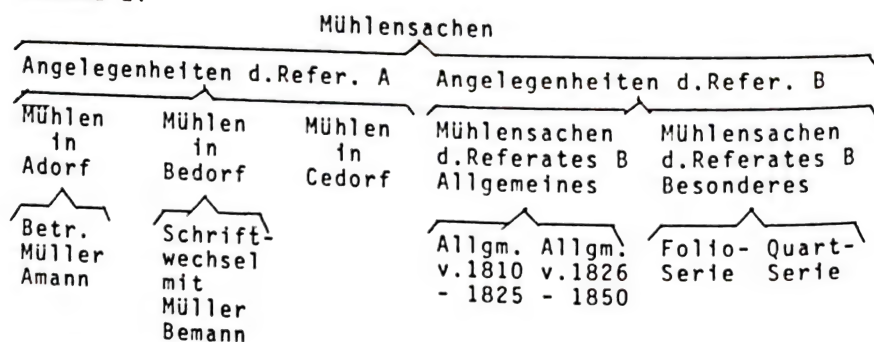 Mühlensachen
Angelegenheiten d.Refer. A Angelegenheiten d.Refer. B
Mühlen Mühlen Mühlen Mühlensachen Mühlensachen
in in in d.Referates B d.Referates B
Adorf Bedorf Cedorf Allgemeines Besonderes
Betr. Schrift- Allgm. Allgm. Folio- Quart-
Müller wechsel v.1810 v.1826 Serie Serie
Amann mit - 1825 - 1850
Müller
Bemann